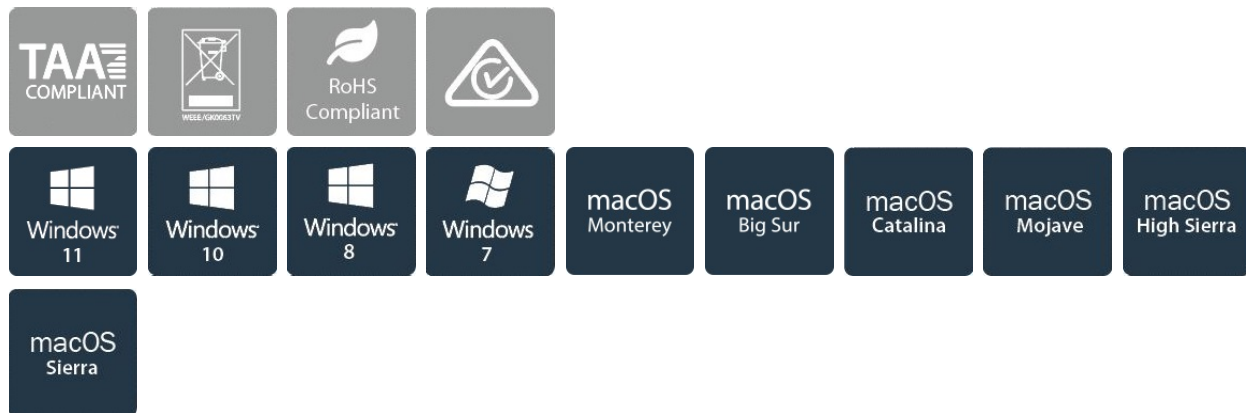 TAA
COMPLIANT
WEEE/GK0083TV
RoHS
Compliant
Windows
11
Windows
10
Windows
8
Windows
7
macOS
Monterey
macOS
Big Sur
macOS
Catalina
macOS
Mojave
macOS
High Sierra
macOS
Sierra